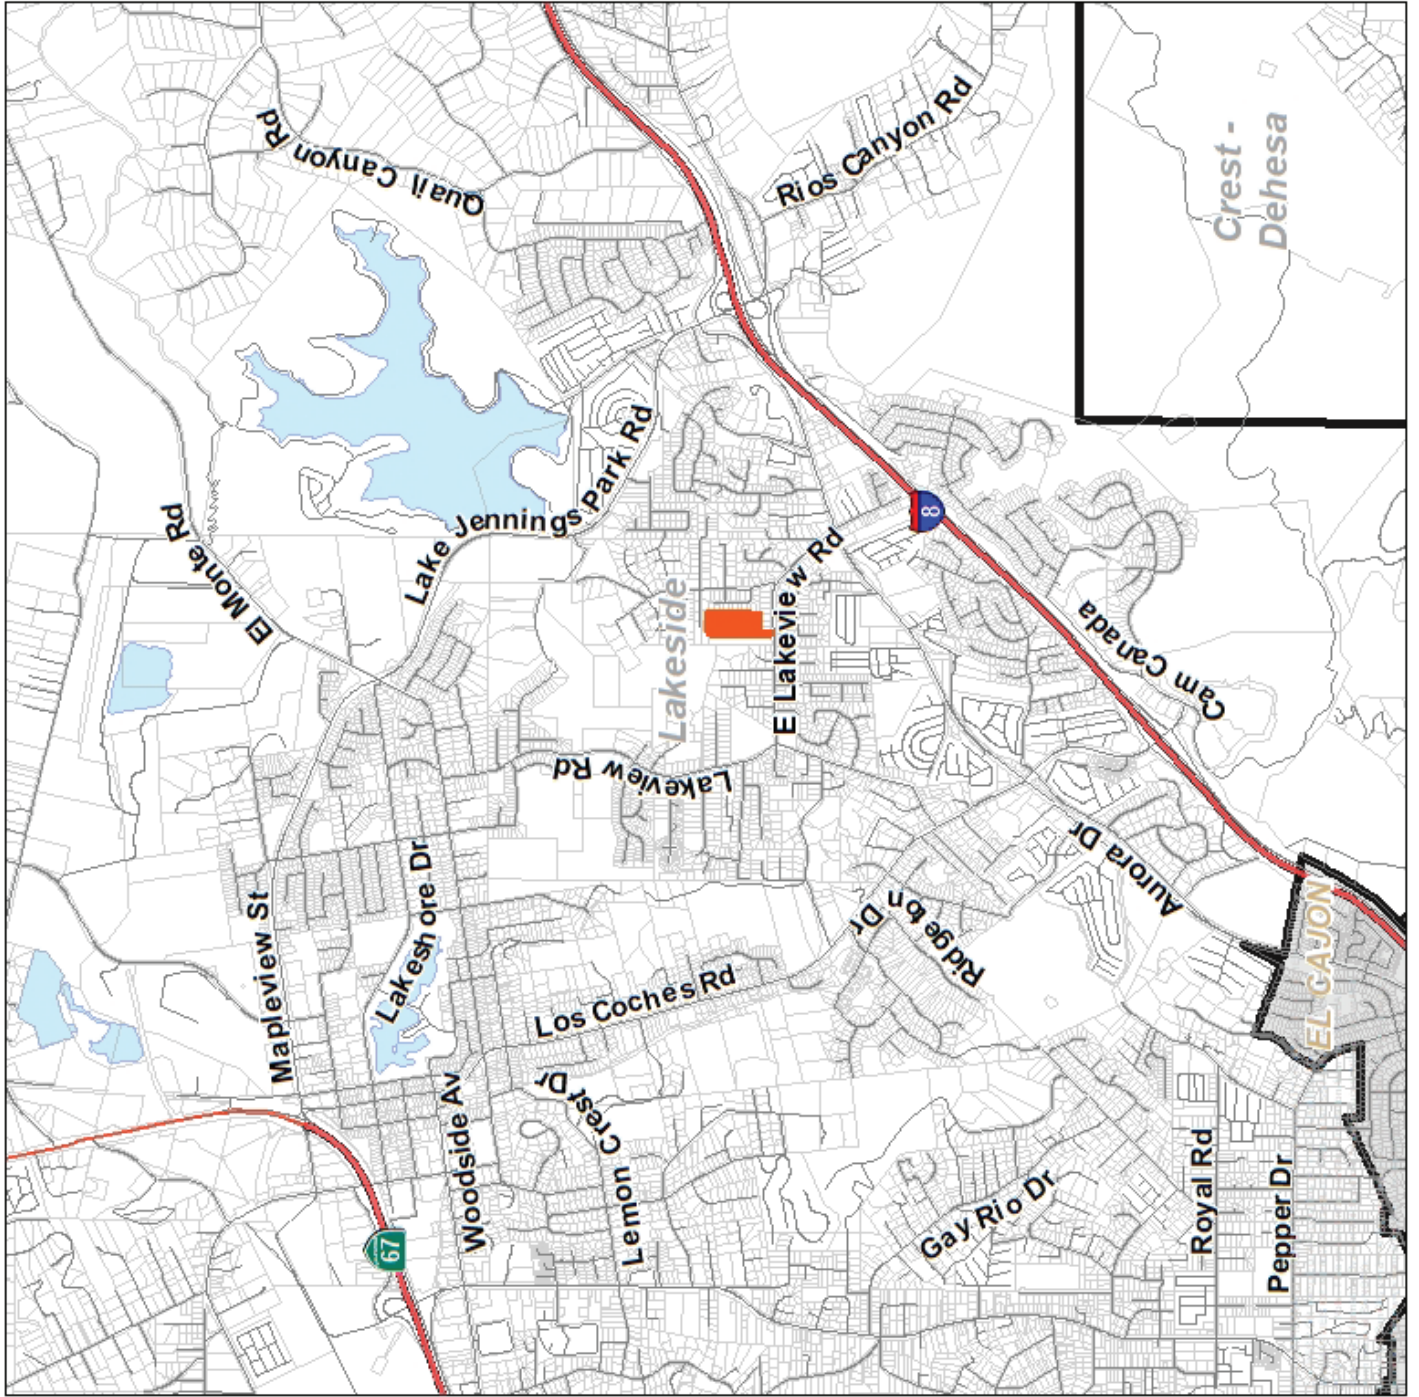 Quail Canyon Rd
Rios Canyon Rd
Crest -
Dehesa
El Monte Rd
Lake Jennings Park Rd
8
Lakeside
E Lakeview Rd
Cam Canada
Lakeview Rd
Mapleview St
Lakeshore Dr
Aurora Dr
Ridgeton Dr
EL CAJON
Los Coches Rd
Woodside Av
Lemon Crest Dr
67
Gay Rio Dr
Royal Rd
Pepper Dr